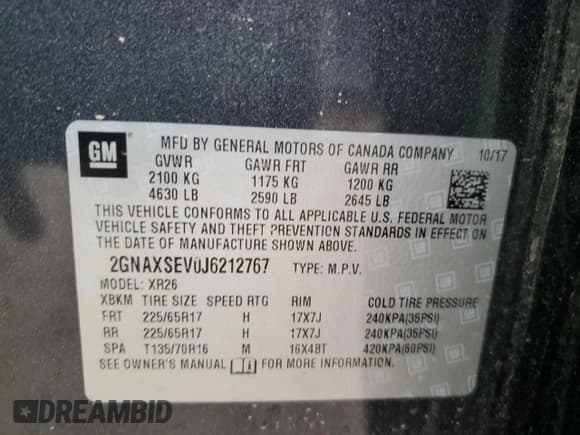 GM
MFD BY GENERAL MOTORS OF CANADA COMPANY 10/17
GVWR GAWR FRT GAWR RR
2100 KG 1175 KG 1200 KG
4630 LB 2590 LB 2645 LB
THIS VEHICLE CONFORMS TO ALL APPLICABLE U.S. FEDERAL MOTOR
VEHICLE SAFETY AND THEFT PREVENTION STANDARDS IN EFFECT ON
THE DATE OF MANUFACTURE SHOWN ABOVE.
2GNAXSEV0J6212767 TYPE: M.P.V.
MODEL: XR26
XBKM TIRE SIZE SPEED RTG RIM COLD TIRE PRESSURE
FRT 225/65R17 H 17X7J 240KPA(35PSI)
RR 225/65R17 H 17X7J 240KPA(35PSI)
SPA T135/70R16 M 16X4BT 420KPA(60PSI)
SEE OWNER'S MANUAL FOR MORE INFORMATION.
DREAMBID